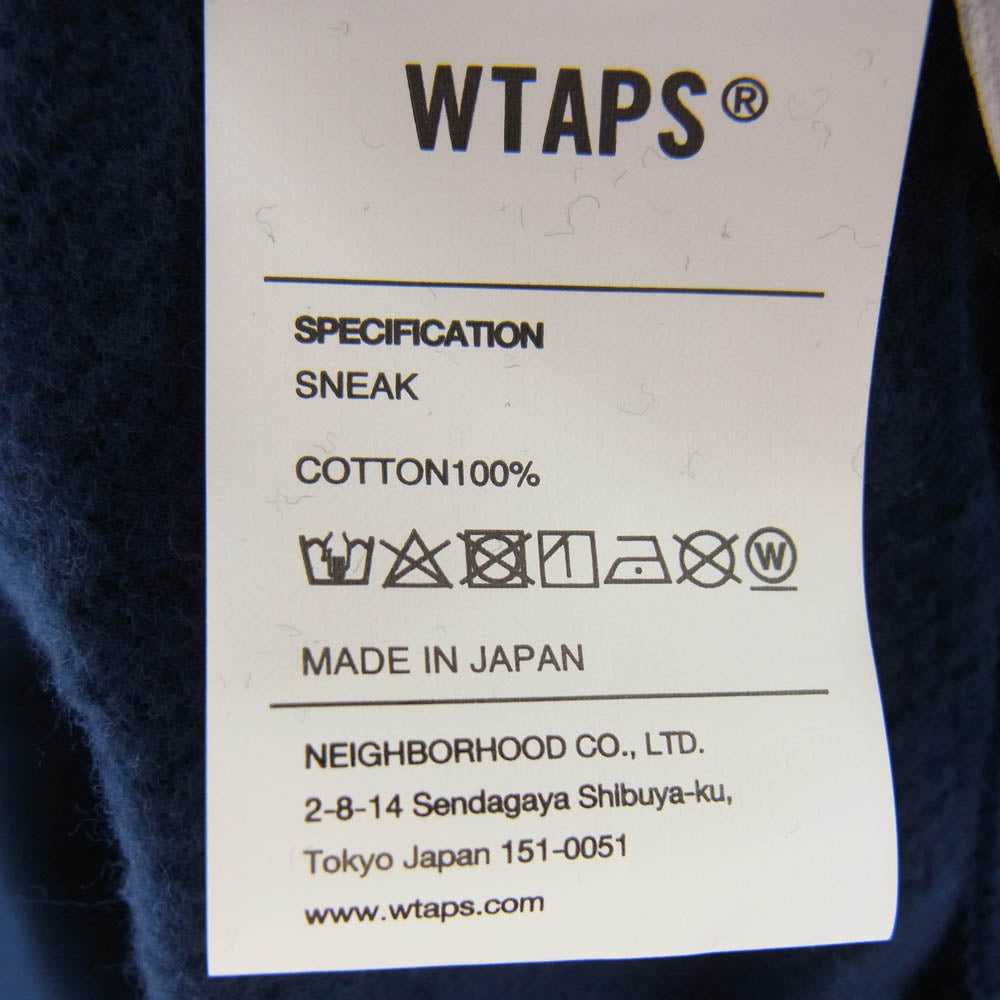 WTAPS®
SPECIFICATION
SNEAK
COTTON100%
W
MADE IN JAPAN
NEIGHBORHOOD CO., LTD.
2-8-14 Sendagaya Shibuya-ku,
Tokyo Japan 151-0051
www.wtaps.com